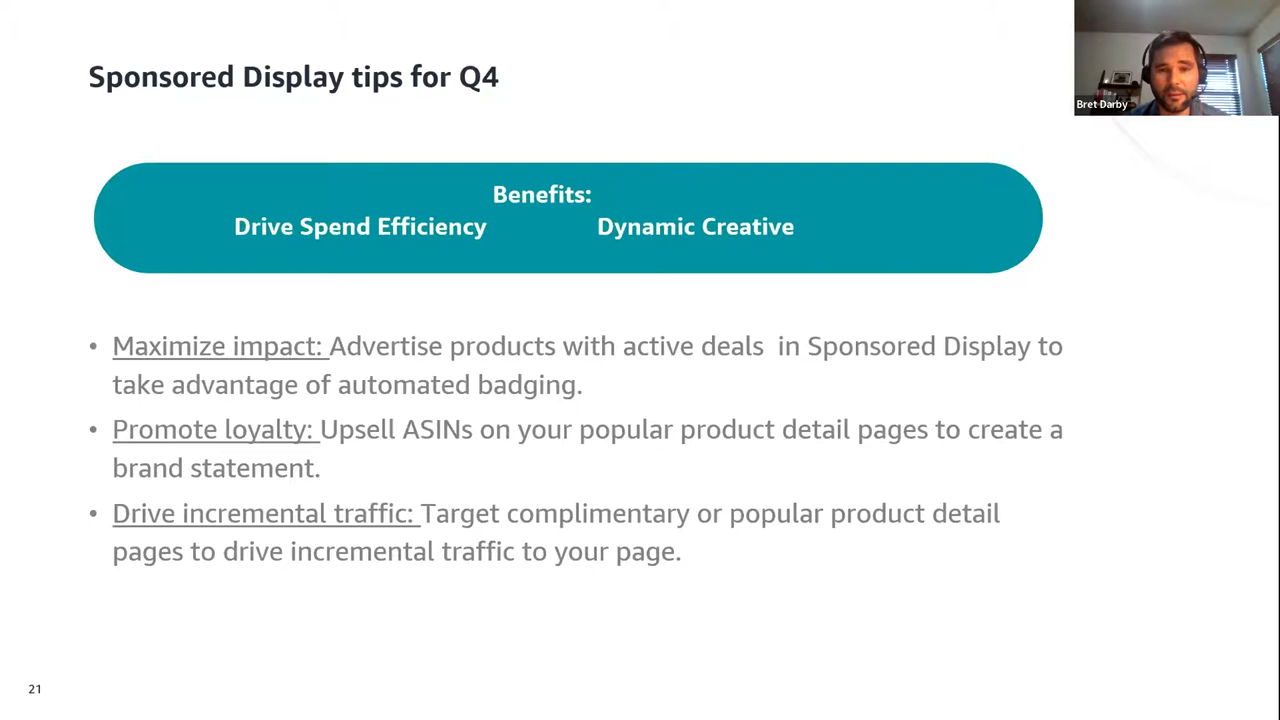 Sponsored Display tips for Q4
Bret Darby
Benefits:
Drive Spend Efficiency Dynamic Creative
• Maximize impact: Advertise products with active deals  in Sponsored Display to
take advantage of automated badging.
• Promote loyalty: Upsell ASINs on your popular product detail pages to create a
brand statement.
• Drive incremental traffic: Target complimentary or popular product detail
pages to drive incremental traffic to your page.
21